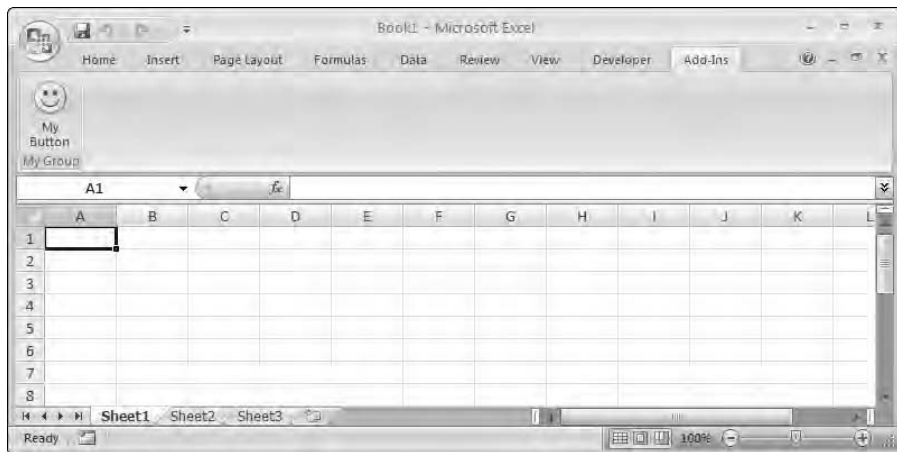 Book1 - Microsoft Excel
Home Insert Page Layout Formulas Data Review View Developer Add-Ins
My
Button
My Group
A1 fx
A B C D E F G H I J K L
1
2
3
4
5
6
7
8
Sheet1 Sheet2 Sheet3
Ready 100%